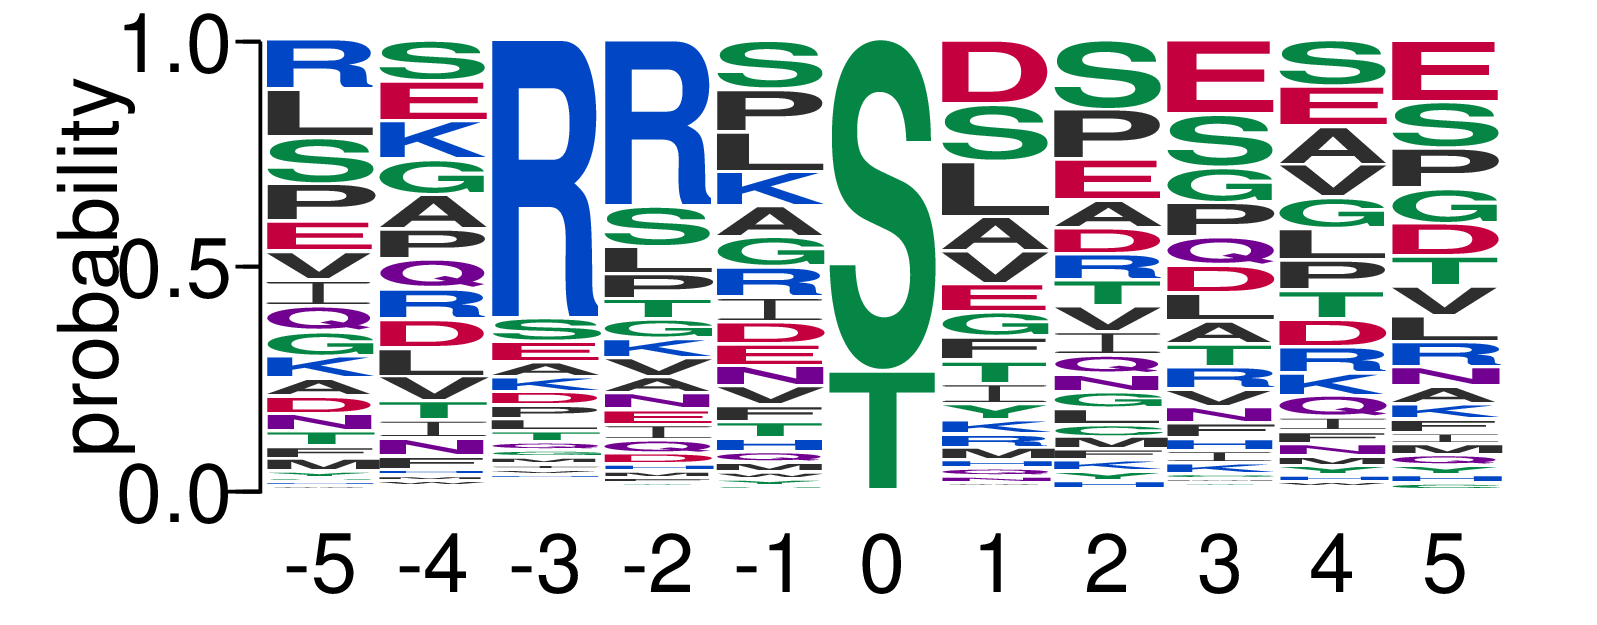 probability
1.0
0.5
0.0
R L S P E V I Q G K A D N T F M
S E K G A P Q R D L V T I N F
R S E A K D P L T Q G
R S L P T G K V A N E I Q D H M
S P L K A G R I D E N V F T H Q M Y
S T
D S L A V E G F T I Y K R N M H Q
S P E A D R T V I Q N G L C M F K Y H
E S G P Q D L A T R V N F H I K
S E A V G L P T D R K Q I F N M Y H
E S P G D T V L R N A K F I M Q Y H
-5 -4 -3 -2 -1 0 1 2 3 4 5